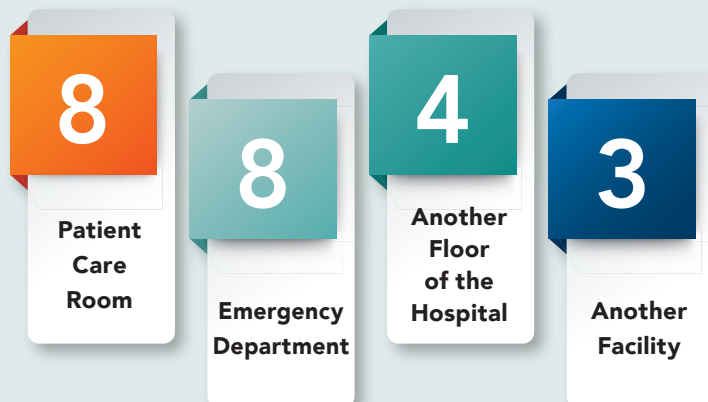 8
Patient
Care
Room
8
Emergency
Department
4
Another
Floor
of the
Hospital
3
Another
Facility